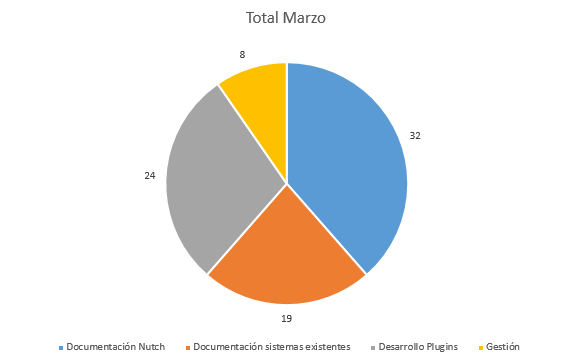 Total Marzo
8
32
24
19
Documentación Nutch Documentación sistemas existentes Desarrollo Plugins Gestión